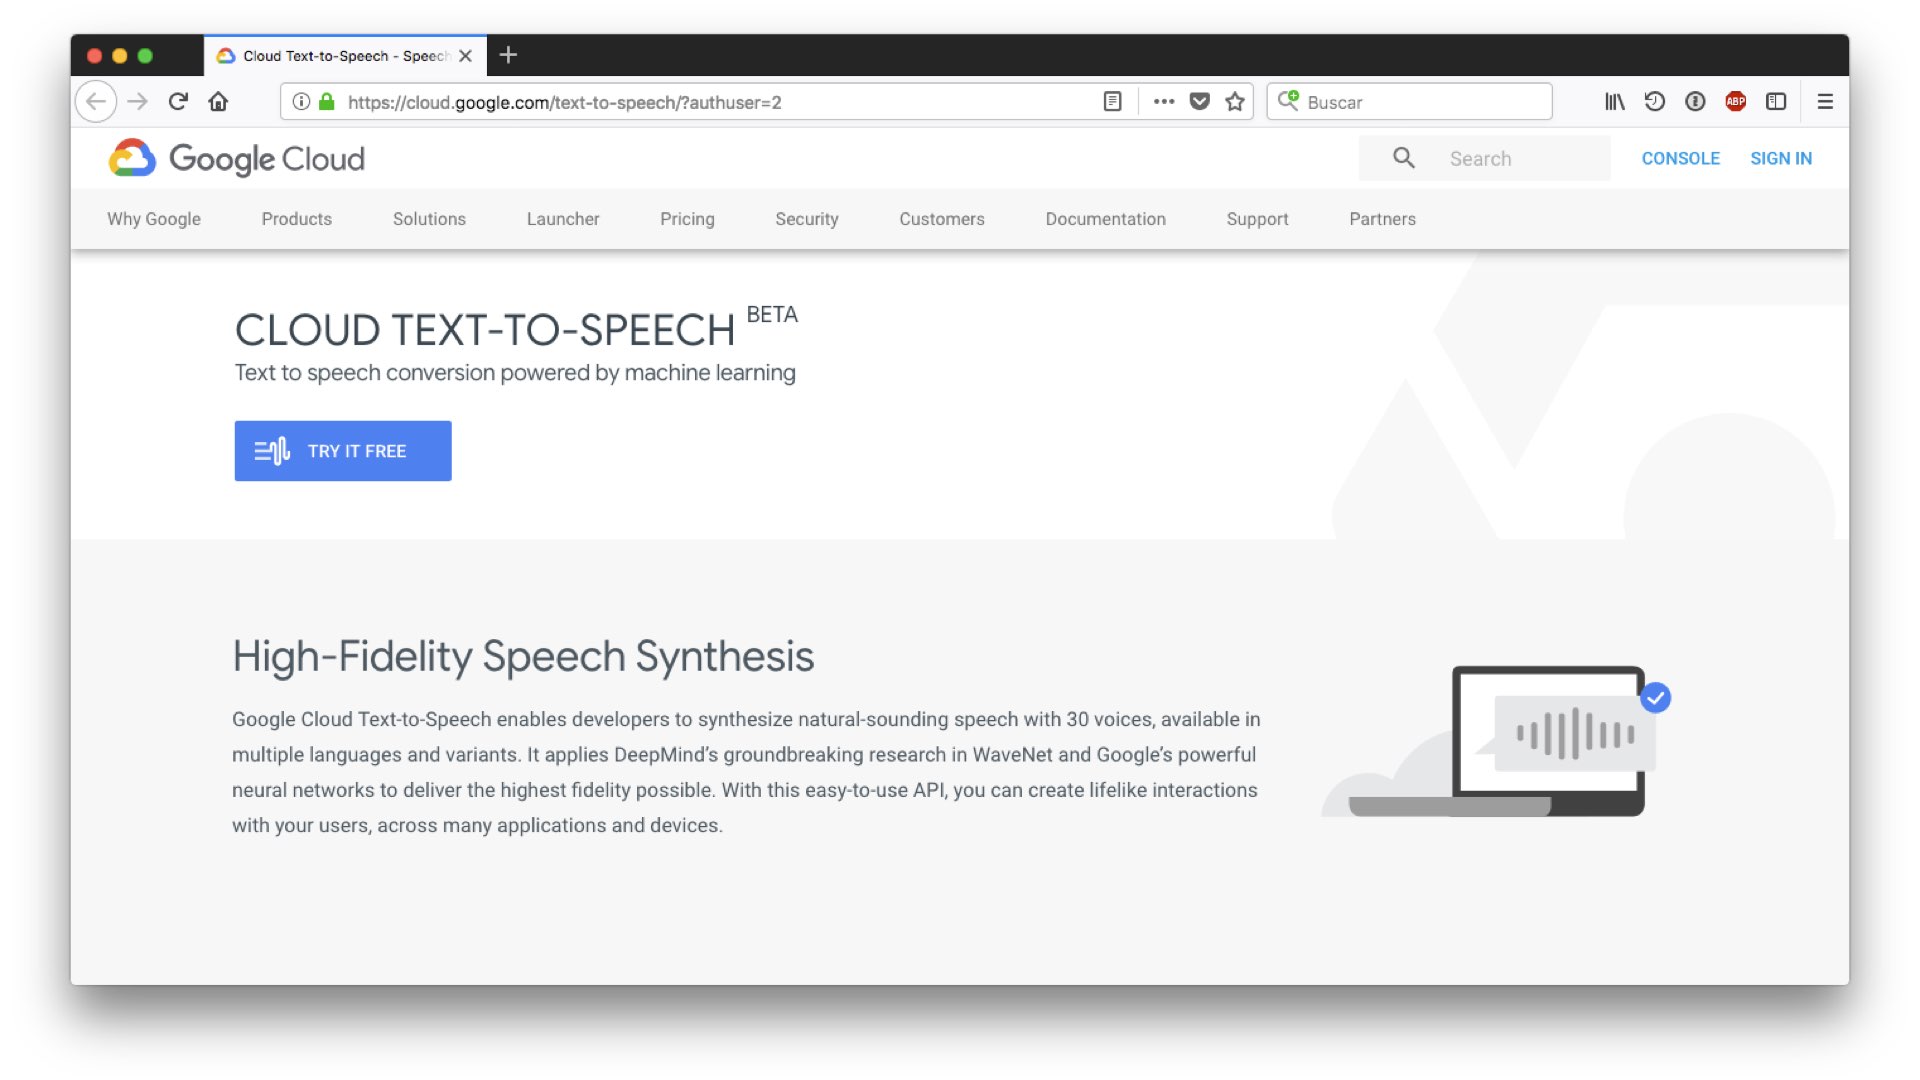 Cloud Text-to-Speech - Speech
https://cloud.google.com/text-to-speech/?authuser=2
Buscar
ABP
Google Cloud
Search
CONSOLE
SIGN IN
Why Google
Products
Solutions
Launcher
Pricing
Security
Customers
Documentation
Support
Partners
CLOUD TEXT-TO-SPEECH BETA
Text to speech conversion powered by machine learning
TRY IT FREE
High-Fidelity Speech Synthesis
Google Cloud Text-to-Speech enables developers to synthesize natural-sounding speech with 30 voices, available in
multiple languages and variants. It applies DeepMind’s groundbreaking research in WaveNet and Google’s powerful
neural networks to deliver the highest fidelity possible. With this easy-to-use API, you can create lifelike interactions
with your users, across many applications and devices.